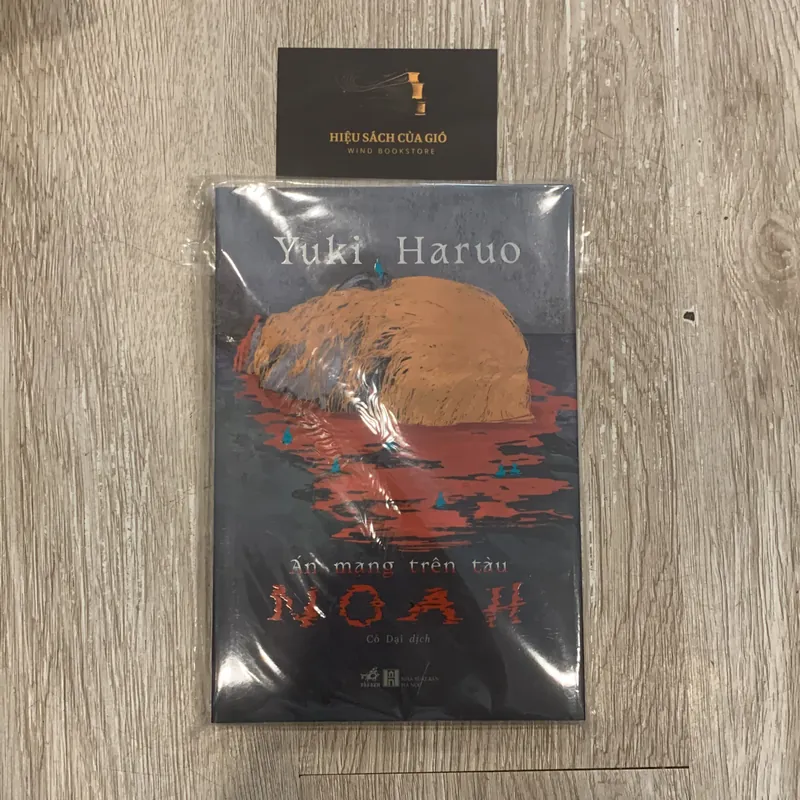 HIỆU SÁCH CỦA GIÓ
WIND BOOKSTORE
Yuki Haruo
Án mạng trên tàu
NOAH
Cô Dại dịch